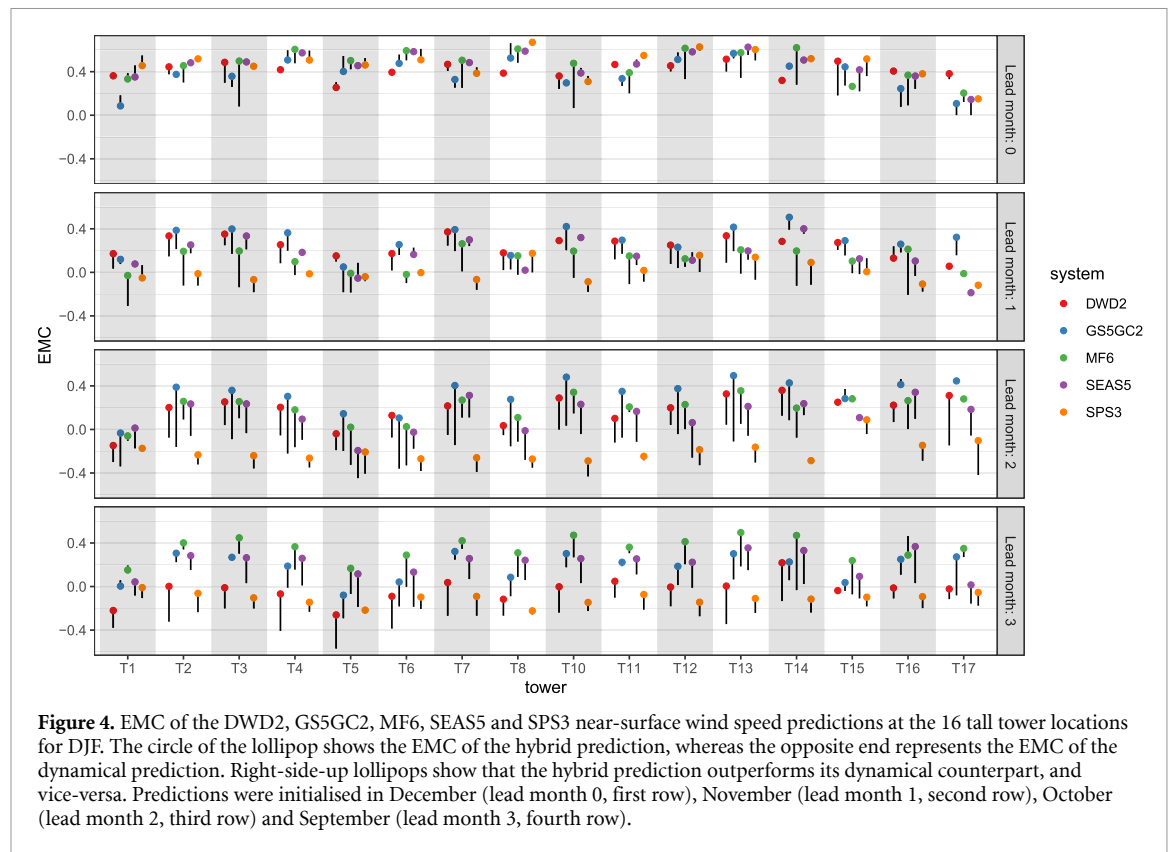 0.4
0.0
−0.4
Lead month: 0
0.4
0.0
−0.4
Lead month: 1
EMC
0.4
0.0
−0.4
Lead month: 2
0.4
0.0
−0.4
Lead month: 3
T1 T2 T3 T4 T5 T6 T7 T8 T10 T11 T12 T13 T14 T15 T16 T17
tower
system
DWD2
GS5GC2
MF6
SEAS5
SPS3
Figure 4. EMC of the DWD2, GS5GC2, MF6, SEAS5 and SPS3 near-surface wind speed predictions at the 16 tall tower locations
for DJF. The circle of the lollipop shows the EMC of the hybrid prediction, whereas the opposite end represents the EMC of the
dynamical prediction. Right-side-up lollipops show that the hybrid prediction outperforms its dynamical counterpart, and
vice-versa. Predictions were initialised in December (lead month 0, first row), November (lead month 1, second row), October
(lead month 2, third row) and September (lead month 3, fourth row).